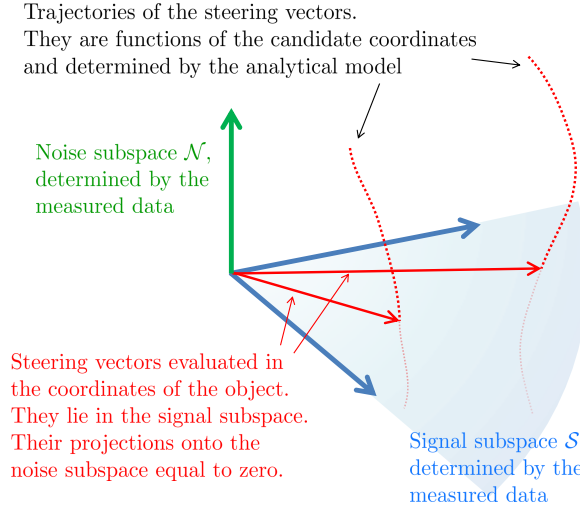 Trajectories of the steering vectors.
They are functions of the candidate coordinates
and determined by the analytical model
Noise subspace 𝒩,
determined by the
measured data
Steering vectors evaluated in
the coordinates of the object.
They lie in the signal subspace.
Their projections onto the
noise subspace equal to zero.
Signal subspace 𝒮
determined by the
measured data